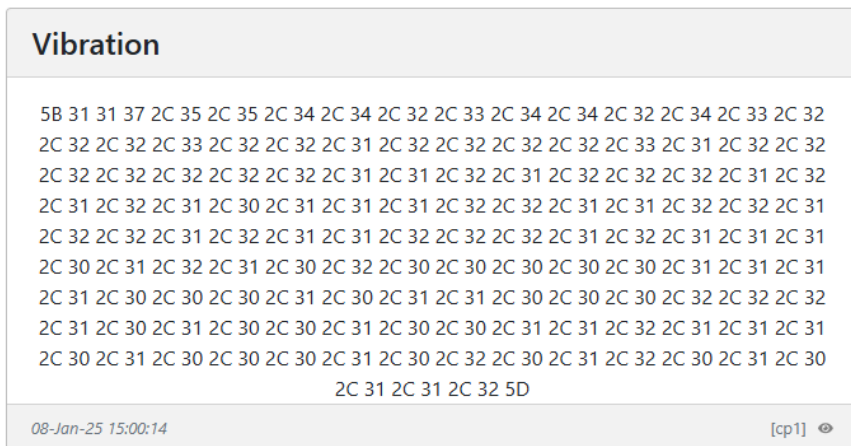 Vibration
5B 31 31 37 2C 35 2C 35 2C 34 2C 34 2C 32 2C 33 2C 34 2C 34 2C 32 2C 34 2C 33 2C 32
2C 32 2C 32 2C 33 2C 32 2C 32 2C 31 2C 32 2C 32 2C 32 2C 32 2C 33 2C 31 2C 32 2C 32
2C 32 2C 32 2C 32 2C 32 2C 32 2C 31 2C 31 2C 32 2C 31 2C 32 2C 32 2C 32 2C 31 2C 32
2C 31 2C 32 2C 31 2C 30 2C 31 2C 31 2C 31 2C 32 2C 32 2C 31 2C 31 2C 32 2C 32 2C 31
2C 32 2C 32 2C 31 2C 32 2C 31 2C 31 2C 32 2C 32 2C 32 2C 31 2C 32 2C 31 2C 31 2C 31
2C 30 2C 31 2C 32 2C 31 2C 30 2C 32 2C 30 2C 30 2C 30 2C 30 2C 30 2C 31 2C 31 2C 31
2C 31 2C 30 2C 30 2C 30 2C 31 2C 30 2C 31 2C 31 2C 30 2C 30 2C 30 2C 32 2C 32 2C 32
2C 31 2C 30 2C 31 2C 30 2C 30 2C 31 2C 30 2C 30 2C 31 2C 31 2C 32 2C 31 2C 31 2C 31
2C 30 2C 31 2C 30 2C 30 2C 30 2C 31 2C 30 2C 32 2C 30 2C 31 2C 32 2C 30 2C 31 2C 30
2C 31 2C 31 2C 32 5D
08-Jan-25 15:00:14 [cp1]